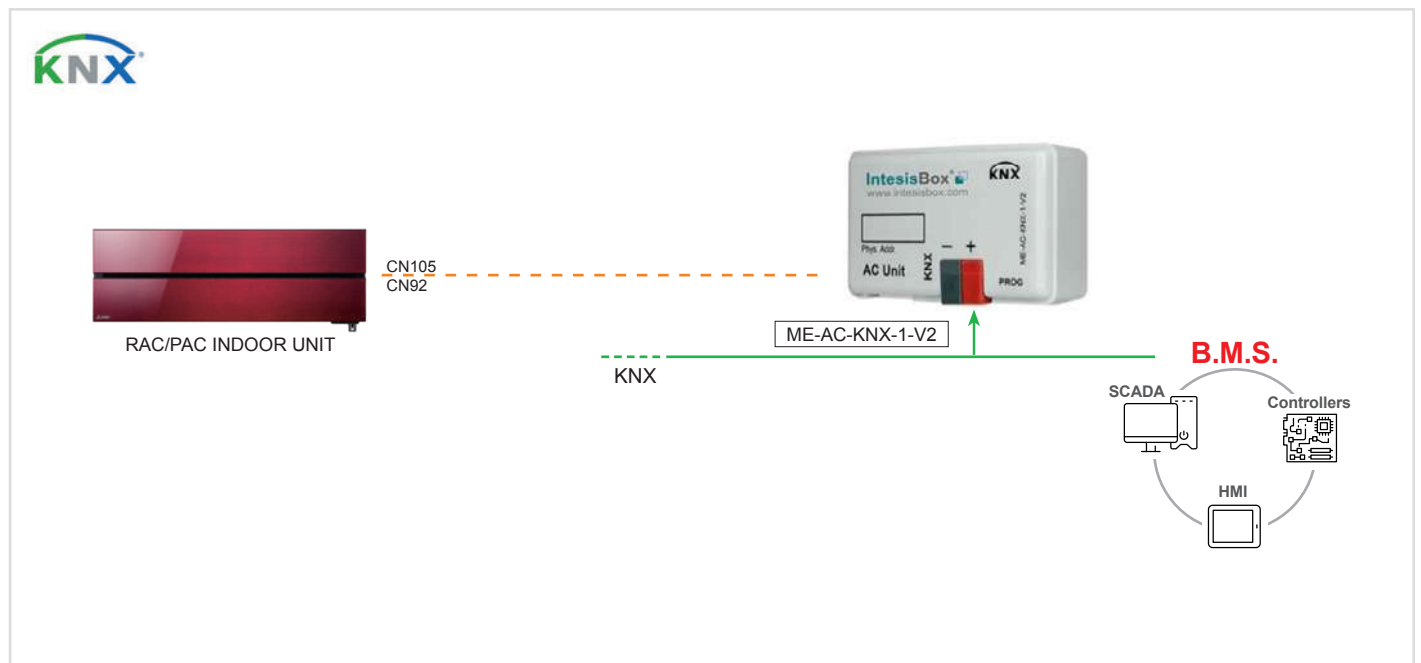 KNX
IntesisBox®
www.intesisbox.com
KNX
Phys. Addr.
AC Unit
KNX
− +
PROG
ME-AC-KNX-1-V2
CN105
CN92
RAC/PAC INDOOR UNIT
ME-AC-KNX-1-V2
KNX
B.M.S.
SCADA
Controllers
HMI